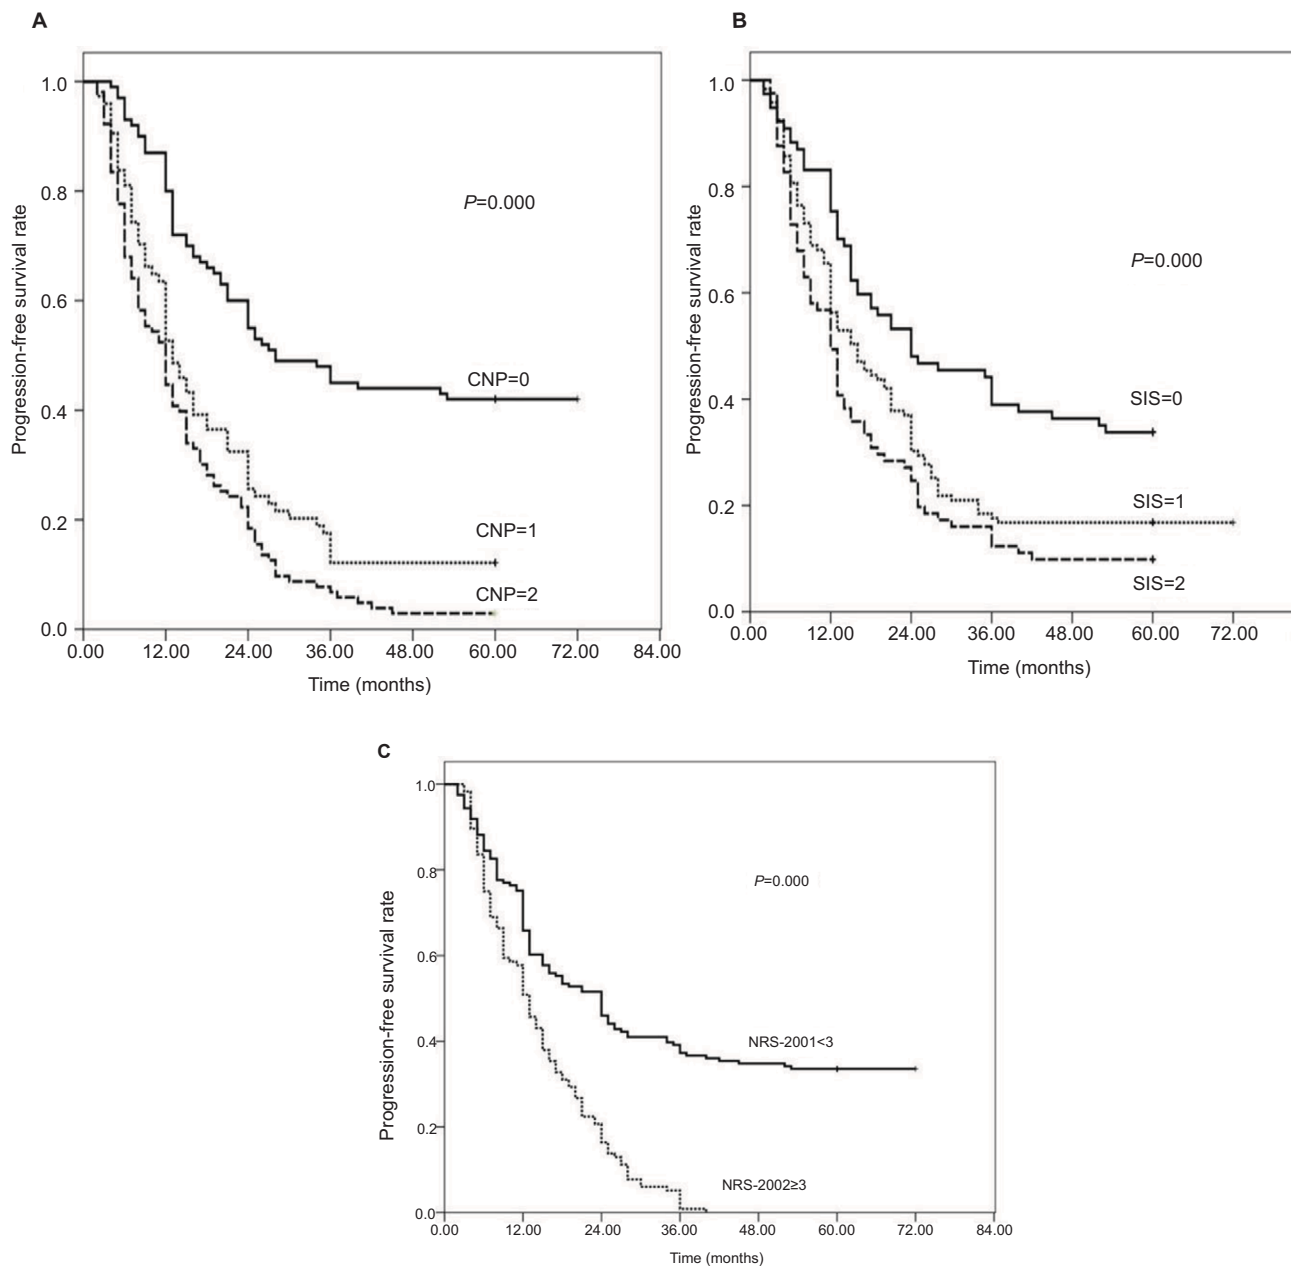 A
Progression-free survival rate
1.0
0.8
0.6
0.4
0.2
0.0
P=0.000
CNP=0
CNP=1
CNP=2
0.00 12.00 24.00 36.00 48.00 60.00 72.00 84.00
Time (months)
B
Progression-free survival rate
1.0
0.8
0.6
0.4
0.2
0.0
P=0.000
SIS=0
SIS=1
SIS=2
0.00 12.00 24.00 36.00 48.00 60.00 72.00
Time (months)
C
Progression-free survival rate
1.0
0.8
0.6
0.4
0.2
0.0
P=0.000
NRS-2001<3
NRS-2002≥3
0.00 12.00 24.00 36.00 48.00 60.00 72.00 84.00
Time (months)